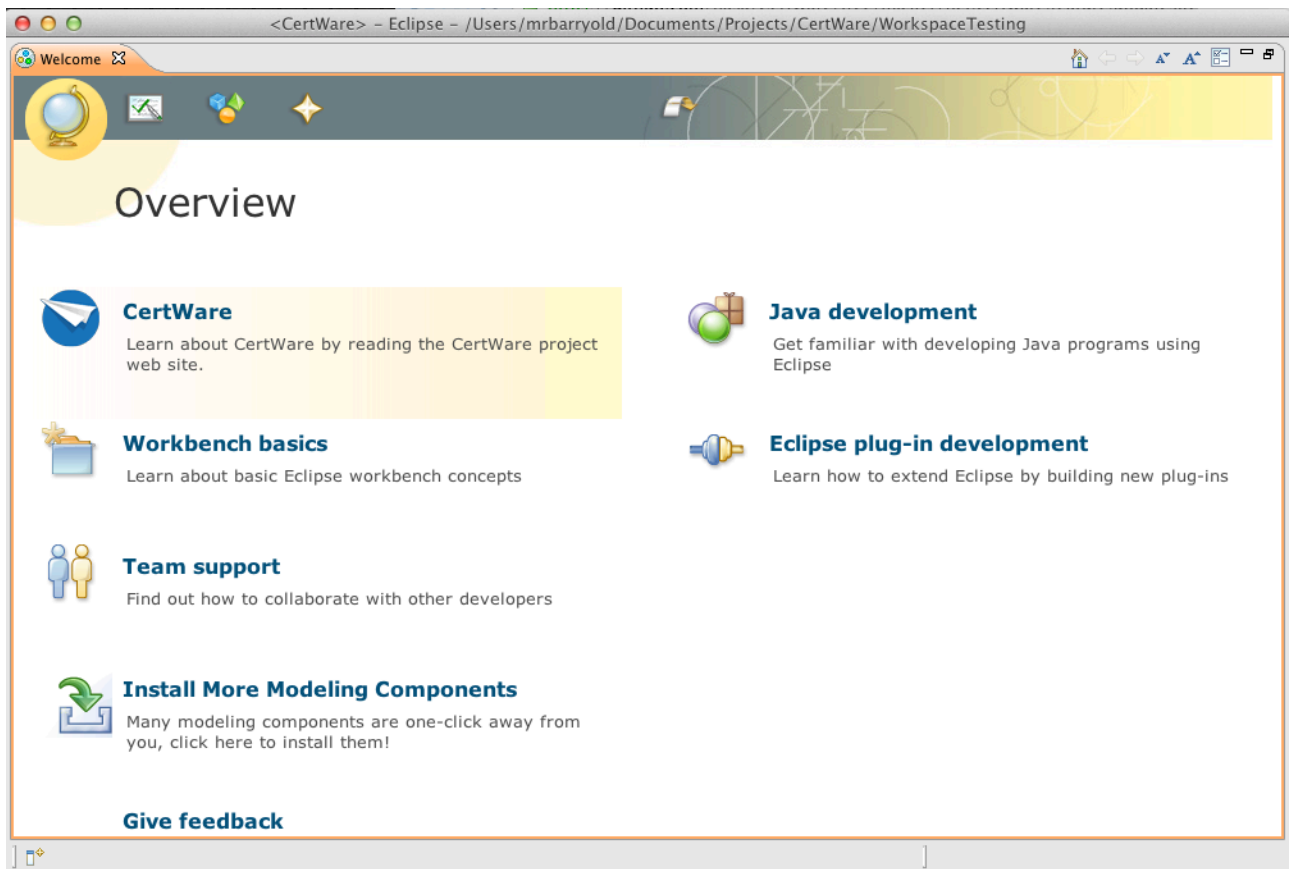 <CertWare> – Eclipse – /Users/mrbarryold/Documents/Projects/CertWare/WorkspaceTesting
Welcome
Overview
CertWare
Learn about CertWare by reading the CertWare project
web site.
Workbench basics
Learn about basic Eclipse workbench concepts
Team support
Find out how to collaborate with other developers
Install More Modeling Components
Many modeling components are one-click away from
you, click here to install them!
Give feedback
Java development
Get familiar with developing Java programs using
Eclipse
Eclipse plug-in development
Learn how to extend Eclipse by building new plug-ins